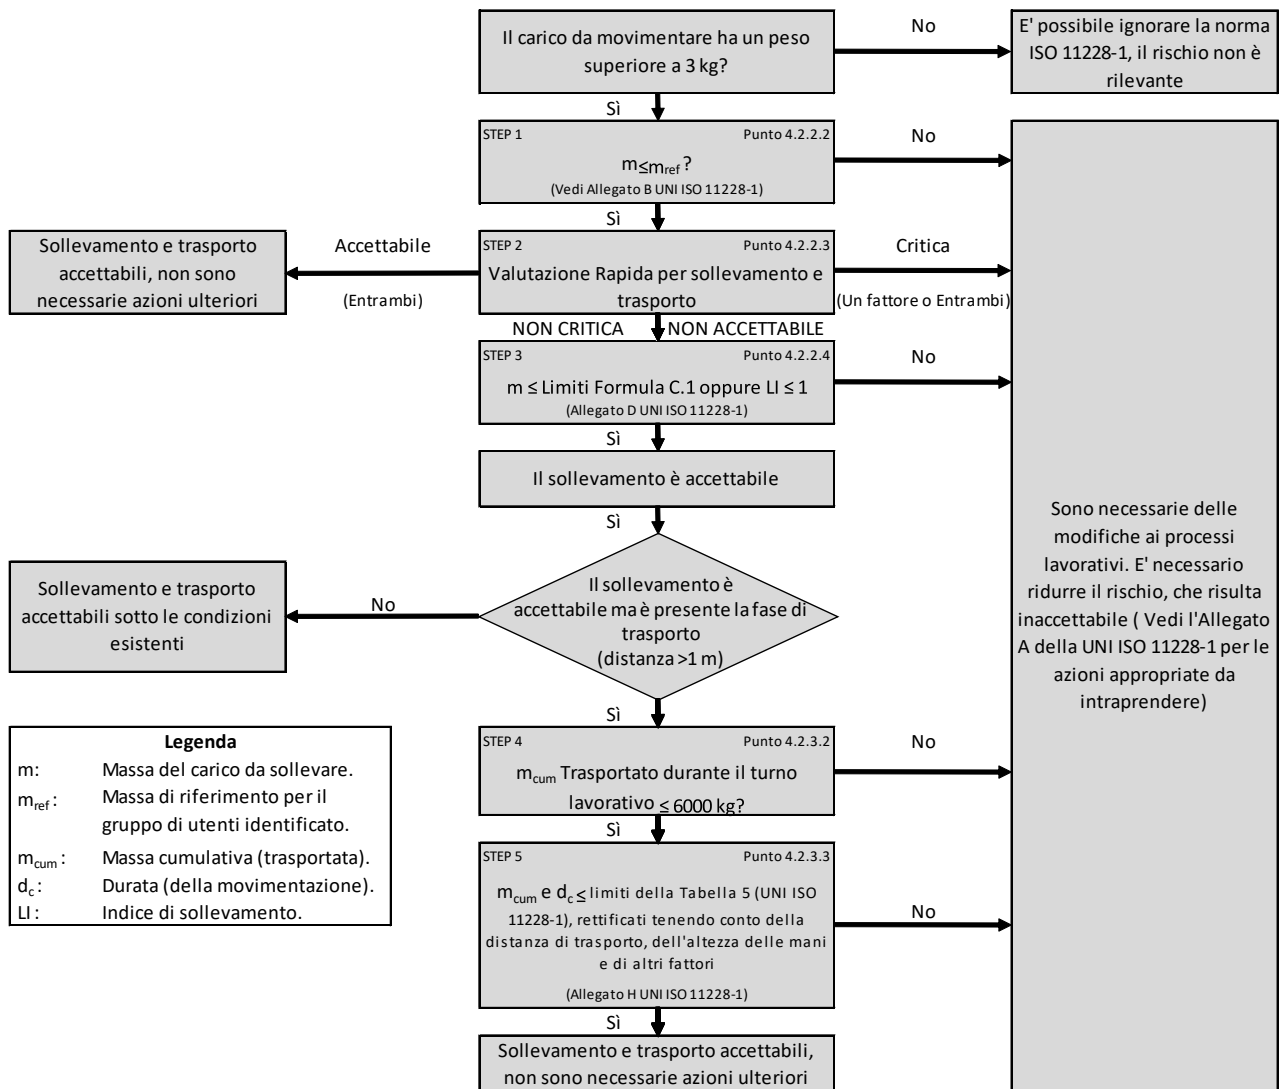 Il carico da movimentare ha un peso
superiore a 3 kg?
No
E' possibile ignorare la norma
ISO 11228-1, il rischio non è
rilevante
Sì
STEP 1 Punto 4.2.2.2
m≤mref ?
(Vedi Allegato B UNI ISO 11228-1)
No
Sì
Sollevamento e trasporto
accettabili, non sono
necessarie azioni ulteriori
Accettabile
(Entrambi)
STEP 2 Punto 4.2.2.3
Valutazione Rapida per sollevamento e
trasporto
Critica
(Un fattore o Entrambi)
NON CRITICA NON ACCETTABILE
STEP 3 Punto 4.2.2.4
m ≤ Limiti Formula C.1 oppure LI ≤ 1
(Allegato D UNI ISO 11228-1)
No
Sì
Il sollevamento è accettabile
Sì
Sollevamento e trasporto
accettabili sotto le condizioni
esistenti
No
Il sollevamento è
accettabile ma è presente la fase di
trasporto
(distanza >1 m)
Sono necessarie delle
modifiche ai processi
lavorativi. E' necessario
ridurre il rischio, che risulta
inaccettabile ( Vedi l'Allegato
A della UNI ISO 11228-1 per le
azioni appropriate da
intraprendere)
Sì
STEP 4 Punto 4.2.3.2
mcum Trasportato durante il turno
lavorativo ≤ 6000 kg?
No
Sì
STEP 5 Punto 4.2.3.3
mcum e dc ≤ limiti della Tabella 5 (UNI ISO
11228-1), rettificati tenendo conto della
distanza di trasporto, dell'altezza delle mani
e di altri fattori
(Allegato H UNI ISO 11228-1)
No
Sì
Sollevamento e trasporto accettabili,
non sono necessarie azioni ulteriori
Legenda
m: Massa del carico da sollevare.
mref : Massa di riferimento per il
gruppo di utenti identificato.
mcum : Massa cumulativa (trasportata).
dc : Durata (della movimentazione).
LI : Indice di sollevamento.